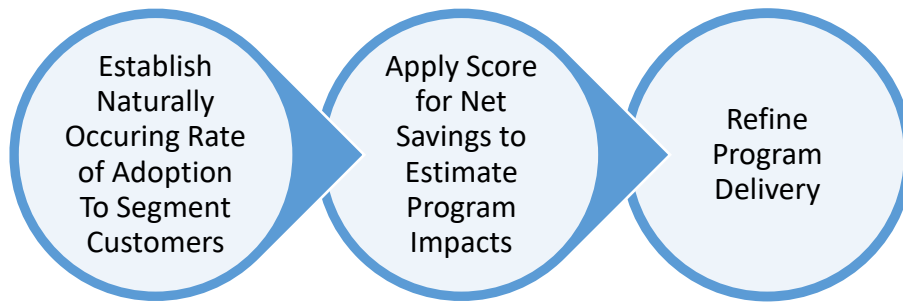 Establish
Naturally
Occuring Rate
of Adoption
To Segment
Customers
Apply Score
for Net
Savings to
Estimate
Program
Impacts
Refine
Program
Delivery